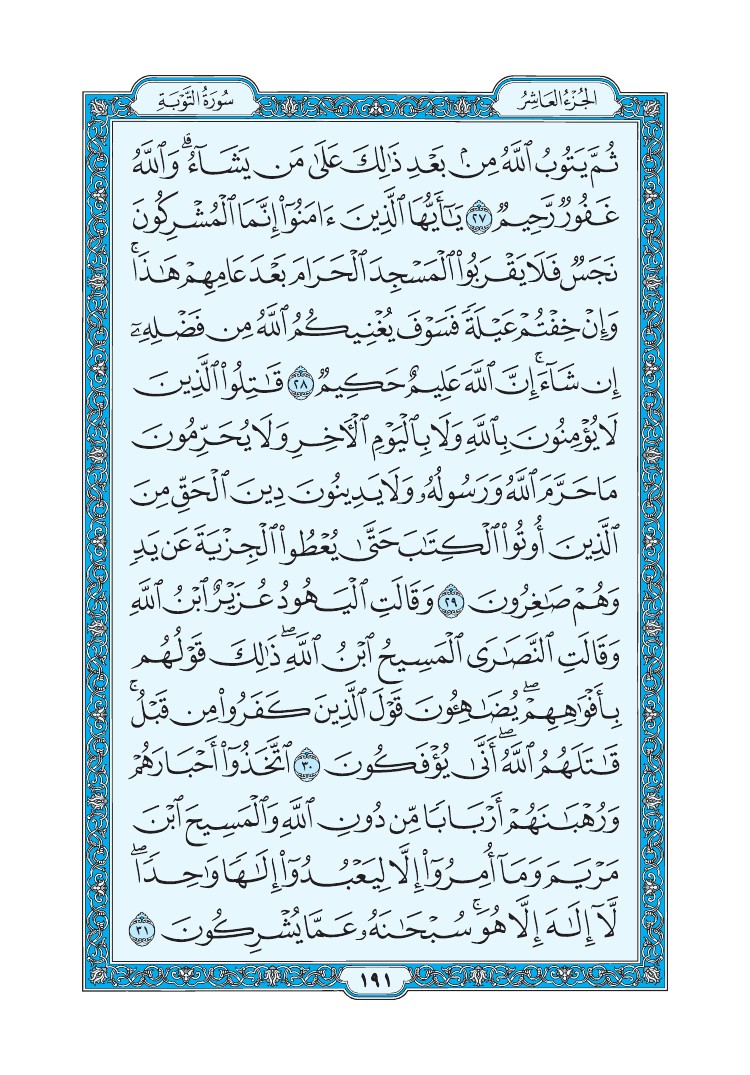 الجُزْءُ العَاشِرُ
سُورَةُ التَّوْبَةِ
ثُمَّ يَتُوبُ ٱللَّهُ مِنۢ بَعْدِ ذَٰلِكَ عَلَىٰ مَن يَشَآءُۗ وَٱللَّهُ
غَفُورٌ رَّحِيمٌ ٢٧ يَـٰٓأَيُّهَا ٱلَّذِينَ ءَامَنُوٓا۟ إِنَّمَا ٱلْمُشْرِكُونَ
نَجَسٌ فَلَا يَقْرَبُوا۟ ٱلْمَسْجِدَ ٱلْحَرَامَ بَعْدَ عَامِهِمْ هَـٰذَاۚ
وَإِنْ خِفْتُمْ عَيْلَةً فَسَوْفَ يُغْنِيكُمُ ٱللَّهُ مِن فَضْلِهِۦٓ
إِن شَآءَۚ إِنَّ ٱللَّهَ عَلِيمٌ حَكِيمٌ ٢٨ قَـٰتِلُوا۟ ٱلَّذِينَ
لَا يُؤْمِنُونَ بِٱللَّهِ وَلَا بِٱلْيَوْمِ ٱلْـَٔاخِرِ وَلَا يُحَرِّمُونَ
مَا حَرَّمَ ٱللَّهُ وَرَسُولُهُۥ وَلَا يَدِينُونَ دِينَ ٱلْحَقِّ مِنَ
ٱلَّذِينَ أُوتُوا۟ ٱلْكِتَـٰبَ حَتَّىٰ يُعْطُوا۟ ٱلْجِزْيَةَ عَن يَدٍ
وَهُمْ صَـٰغِرُونَ ٢٩ وَقَالَتِ ٱلْيَهُودُ عُزَيْرٌ ٱبْنُ ٱللَّهِ
وَقَالَتِ ٱلنَّصَـٰرَى ٱلْمَسِيحُ ٱبْنُ ٱللَّهِۖ ذَٰلِكَ قَوْلُهُم
بِأَفْوَٰهِهِمْۖ يُضَـٰهِـُٔونَ قَوْلَ ٱلَّذِينَ كَفَرُوا۟ مِن قَبْلُۚ
قَـٰتَلَهُمُ ٱللَّهُۖ أَنَّىٰ يُؤْفَكُونَ ٣٠ ٱتَّخَذُوٓا۟ أَحْبَارَهُمْ
وَرُهْبَـٰنَهُمْ أَرْبَابًا مِّن دُونِ ٱللَّهِ وَٱلْمَسِيحَ ٱبْنَ
مَرْيَمَ وَمَآ أُمِرُوٓا۟ إِلَّا لِيَعْبُدُوٓا۟ إِلَـٰهًا وَٰحِدًاۖ
لَّآ إِلَـٰهَ إِلَّا هُوَۚ سُبْحَـٰنَهُۥ عَمَّا يُشْرِكُونَ ٣١
١٩١